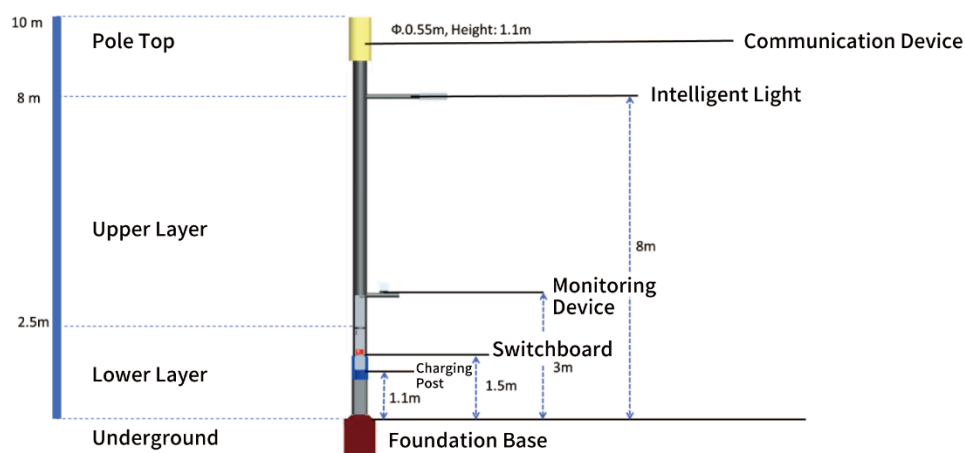 10 m
Pole Top
Φ.0.55m, Height: 1.1m
Communication Device
8 m
Intelligent Light
Upper Layer
8m
Monitoring
Device
2.5m
Switchboard
3m
Lower Layer
Charging
Post
1.5m
1.1m
Underground
Foundation Base